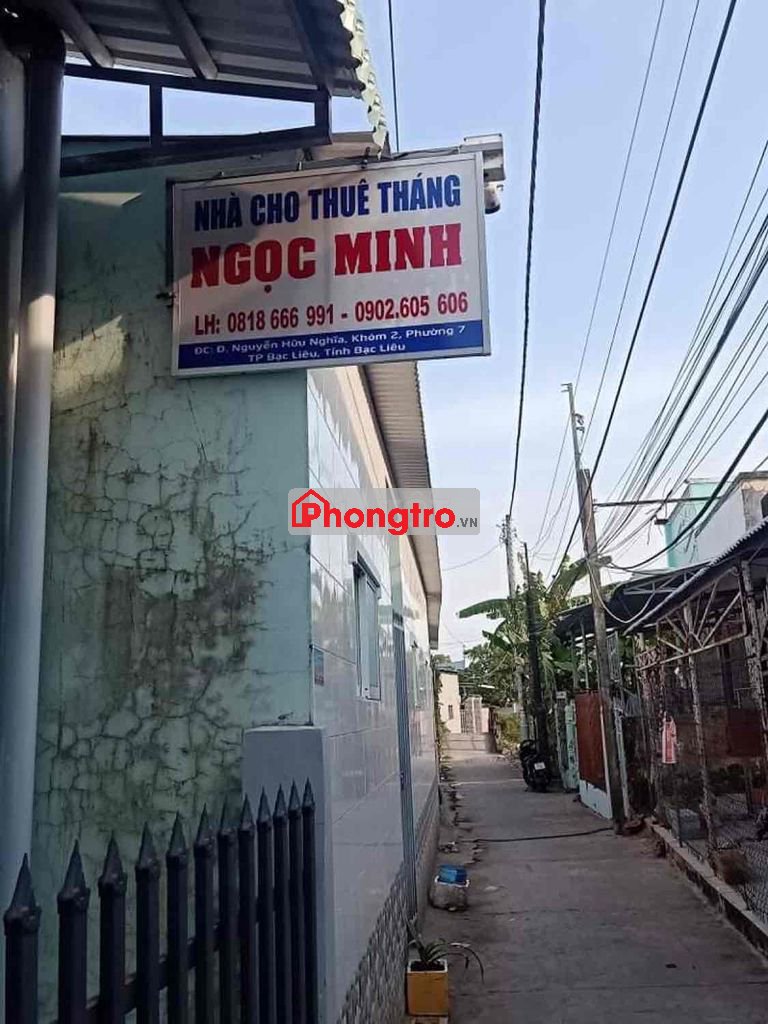 NHÀ CHO THUÊ THÁNG
NGỌC MINH
LH: 0818 666 991 - 0902.605 606
ĐC: Đ. Nguyễn Hữu Nghĩa, Khóm 2, Phường 7
TP Bạc Liêu, Tỉnh Bạc Liêu
Phongtro.VN